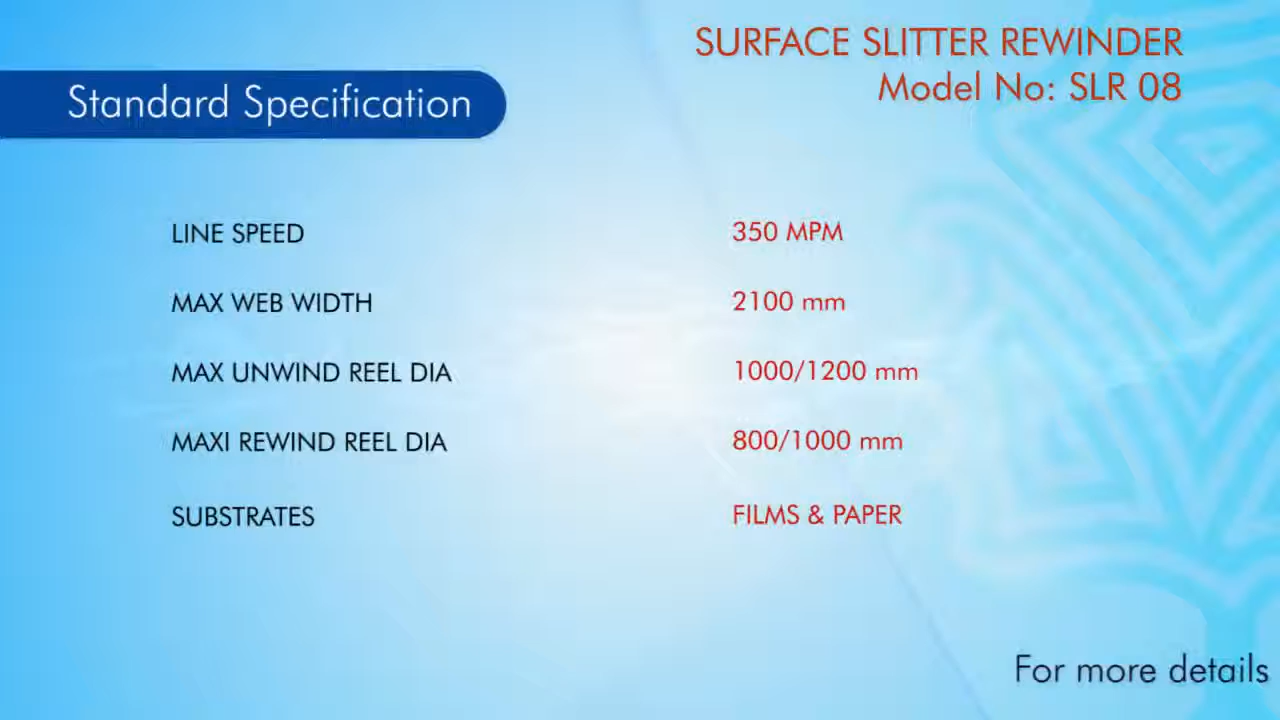 SURFACE SLITTER REWINDER
Model No: SLR 08
Standard Specification
LINE SPEED 350 MPM
MAX WEB WIDTH 2100 mm
MAX UNWIND REEL DIA 1000/1200 mm
MAXI REWIND REEL DIA 800/1000 mm
SUBSTRATES FILMS & PAPER
For more details